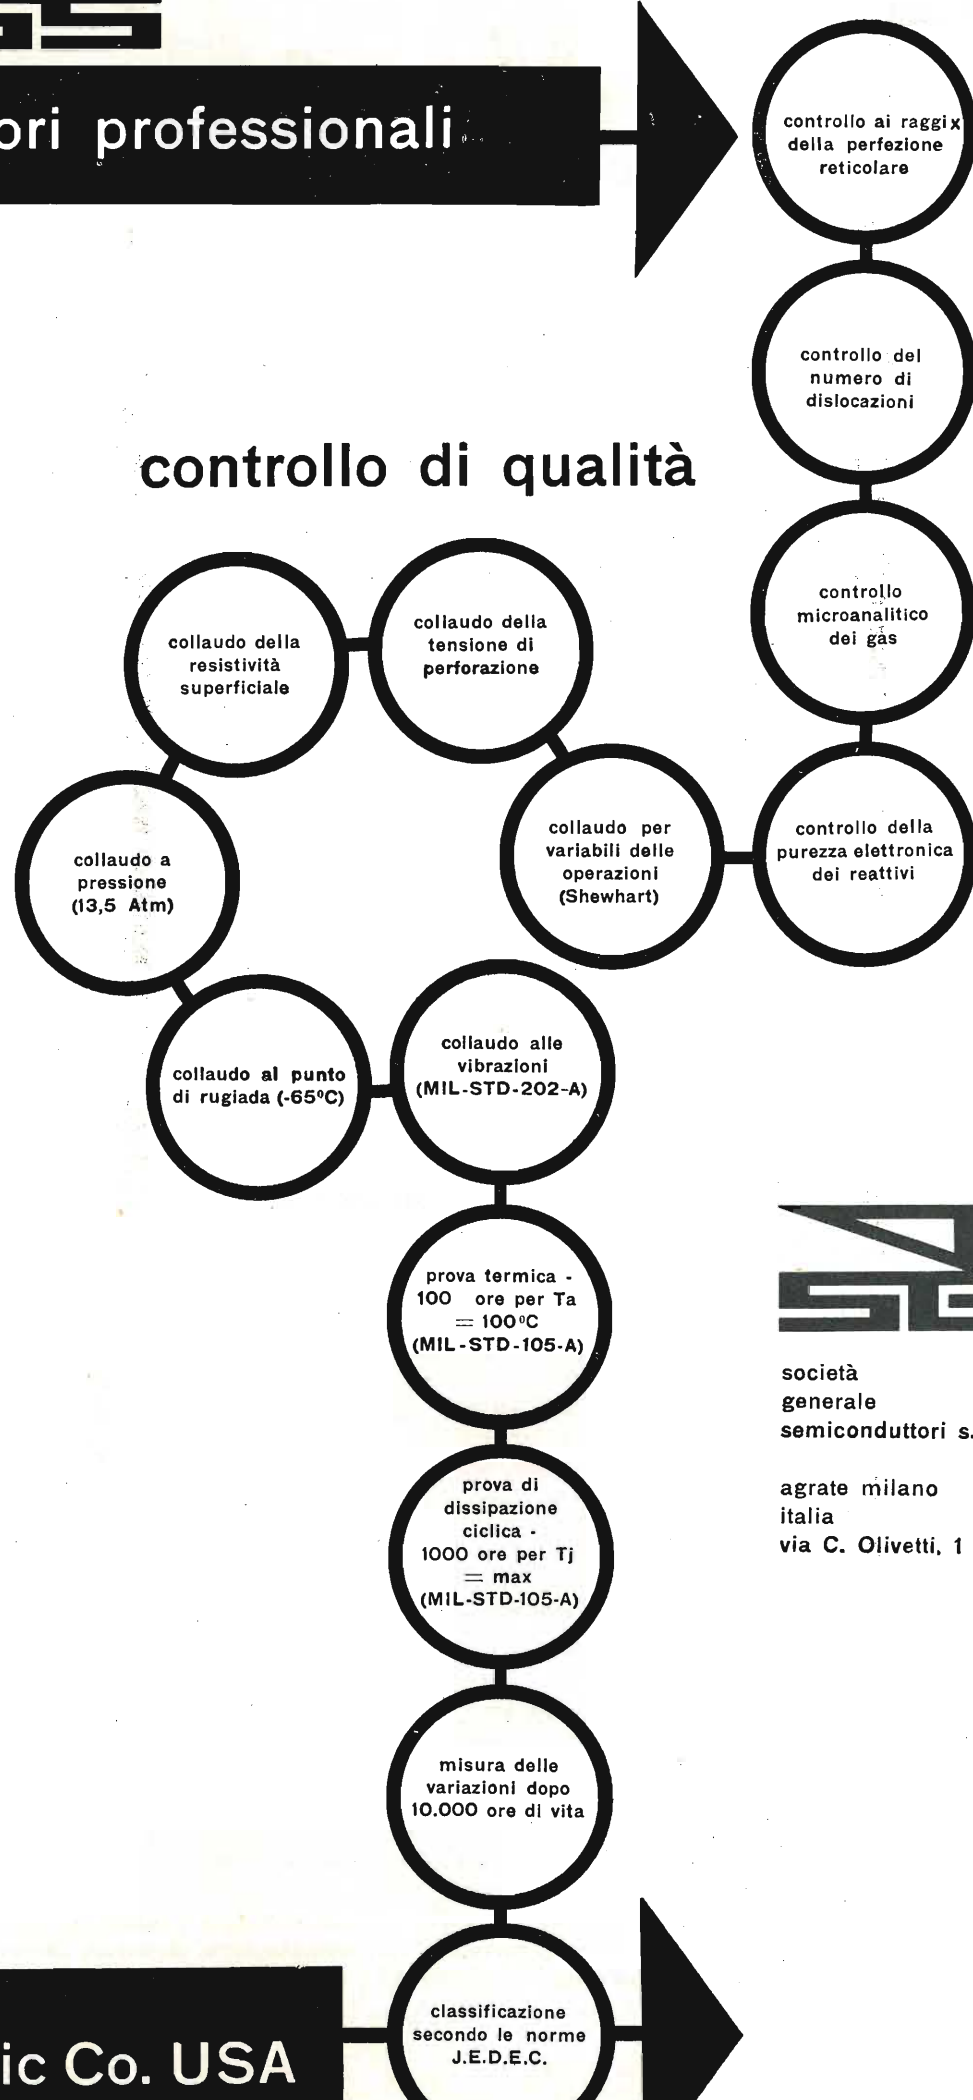 ori professionali
controllo ai raggi x
della perfezione
reticolare
controllo del
numero di
dislocazioni
controllo di qualità
controllo
microanalitico
dei gas
collaudo della
resistività
superficiale
collaudo della
tensione di
perforazione
collaudo per
variabili delle
operazioni
(Shewhart)
controllo della
purezza elettronica
dei reattivi
collaudo a
pressione
(13,5 Atm)
collaudo al punto
di rugiada (-65ºC)
collaudo alle
vibrazioni
(MIL-STD-202-A)
prova termica -
100 ore per Ta
= 100ºC
(MIL-STD-105-A)
prova di
dissipazione
ciclica -
1000 ore per Tj
= max
(MIL-STD-105-A)
misura delle
variazioni dopo
10.000 ore di vita
classificazione
secondo le norme
J.E.D.E.C.
società
generale
semiconduttori s.
agrate milano
italia
via C. Olivetti, 1
ic Co. USA